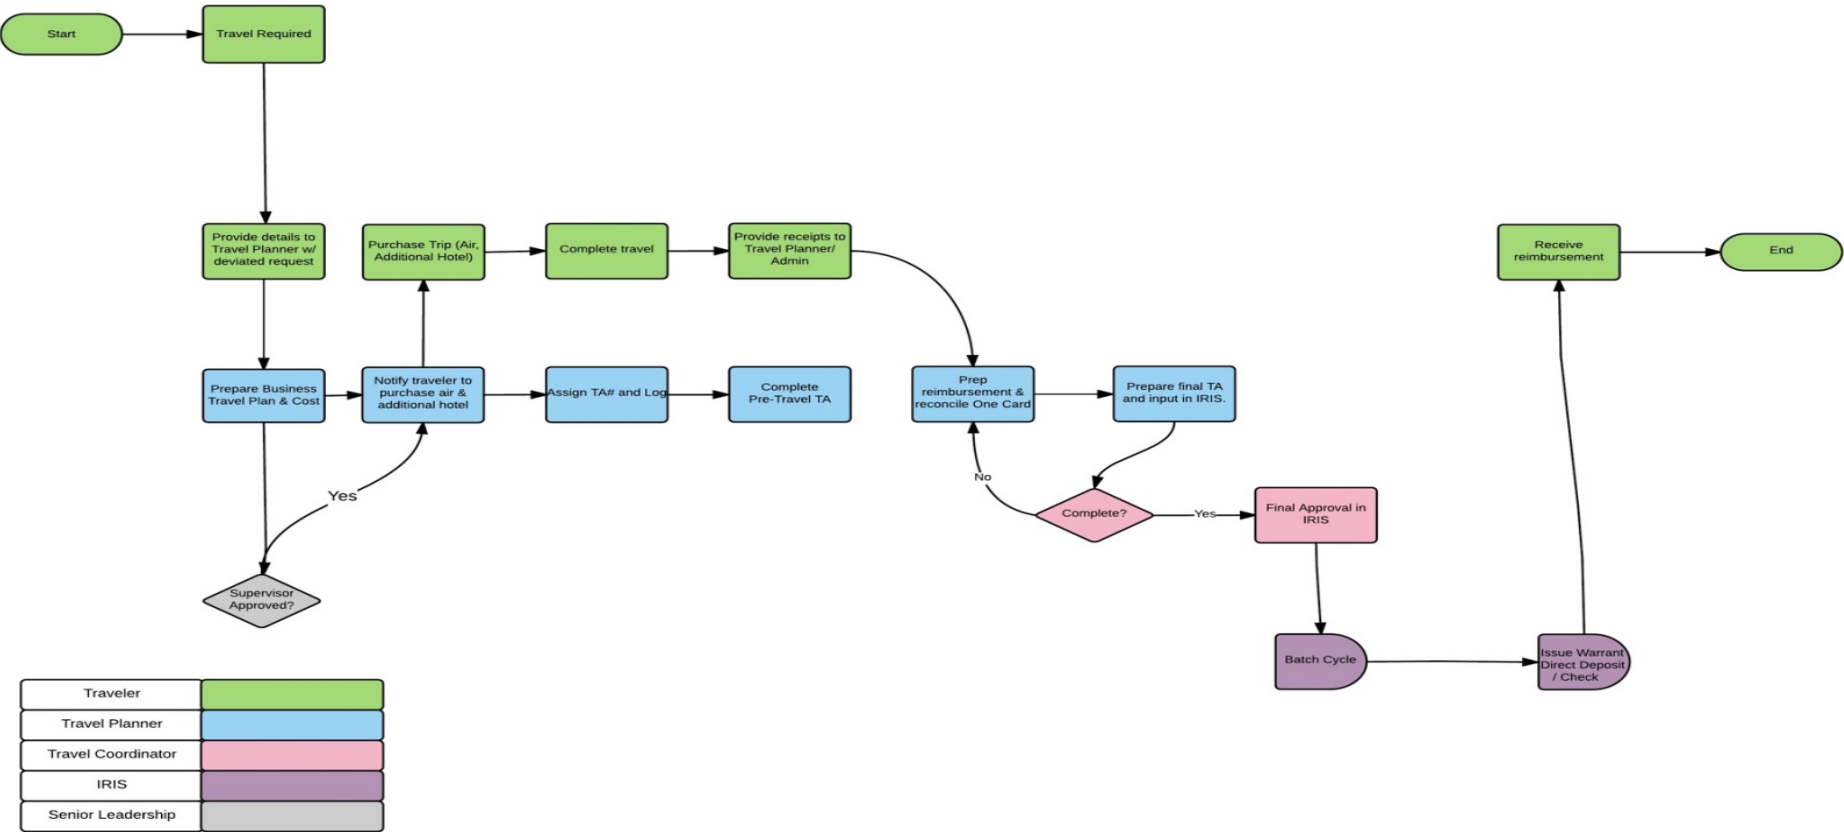 Start
Travel Required
Provide details to
Travel Planner w/
deviated request
Purchase Trip (Air,
Additional Hotel)
Complete travel
Provide receipts to
Travel Planner/
Admin
Receive
reimbursement
End
Prepare Business
Travel Plan & Cost
Notify traveler to
purchase air &
additional hotel
Assign TA# and Log
Complete
Pre-Travel TA
Prep
reimbursement &
reconcile One Card
Prepare final TA
and input in IRIS.
Yes
No
Complete?
Yes
Final Approval in
IRIS
Supervisor
Approved?
Batch Cycle
Issue Warrant
Direct Deposit
/ Check
Traveler
Travel Planner
Travel Coordinator
IRIS
Senior Leadership